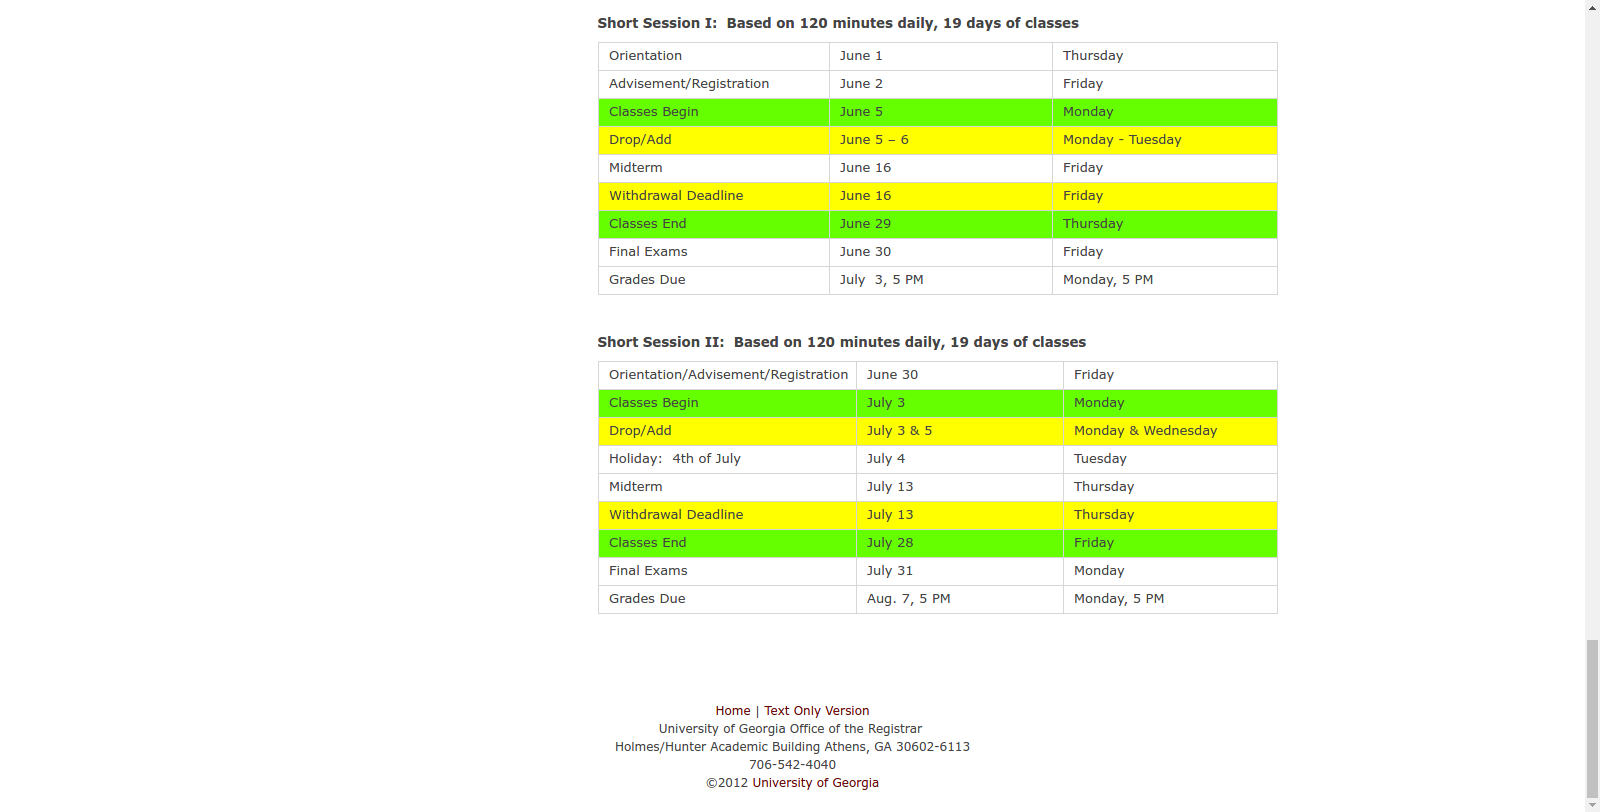 Short Session I:  Based on 120 minutes daily, 19 days of classes
Orientation June 1 Thursday
Advisement/Registration June 2 Friday
Classes Begin June 5 Monday
Drop/Add June 5 – 6 Monday - Tuesday
Midterm June 16 Friday
Withdrawal Deadline June 16 Friday
Classes End June 29 Thursday
Final Exams June 30 Friday
Grades Due July  3, 5 PM Monday, 5 PM
Short Session II:  Based on 120 minutes daily, 19 days of classes
Orientation/Advisement/Registration June 30 Friday
Classes Begin July 3 Monday
Drop/Add July 3 & 5 Monday & Wednesday
Holiday:  4th of July July 4 Tuesday
Midterm July 13 Thursday
Withdrawal Deadline July 13 Thursday
Classes End July 28 Friday
Final Exams July 31 Monday
Grades Due Aug. 7, 5 PM Monday, 5 PM
Home | Text Only Version
University of Georgia Office of the Registrar
Holmes/Hunter Academic Building Athens, GA 30602-6113
706-542-4040
©2012 University of Georgia